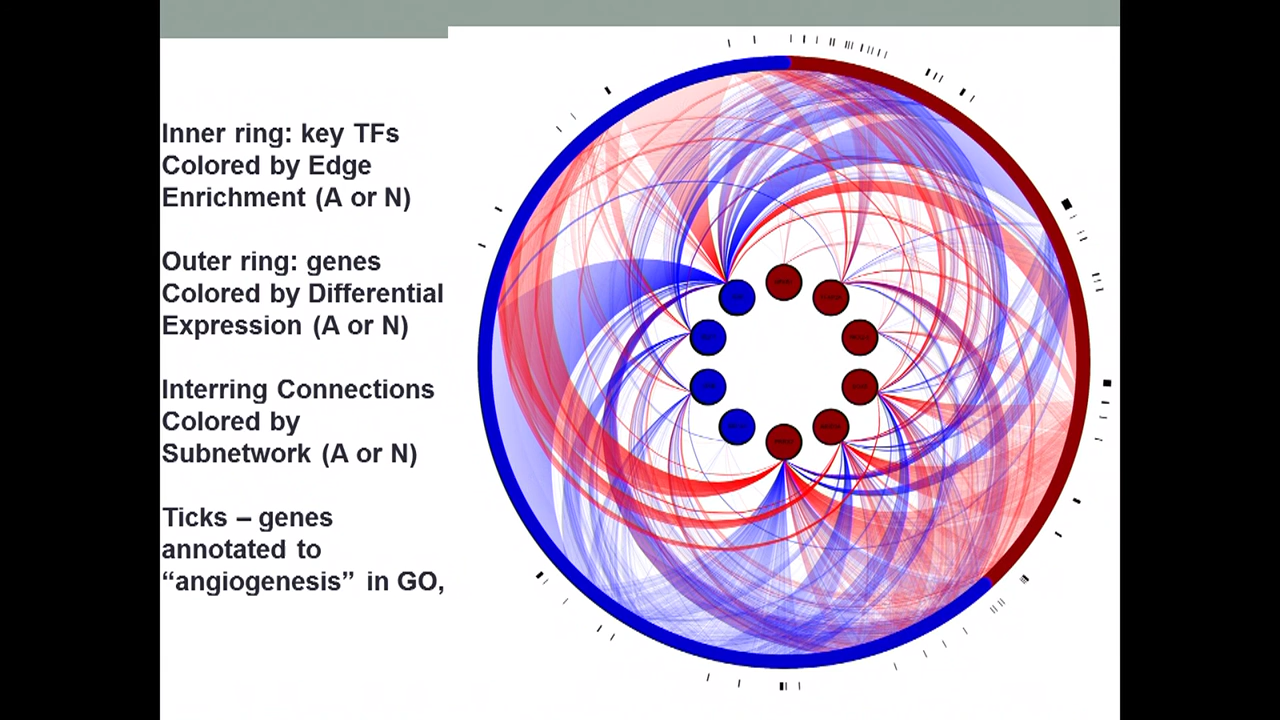 Inner ring: key TFs
Colored by Edge
Enrichment (A or N)
Outer ring: genes
Colored by Differential
Expression (A or N)
Interring Connections
Colored by
Subnetwork (A or N)
Ticks – genes
annotated to
“angiogenesis” in GO,